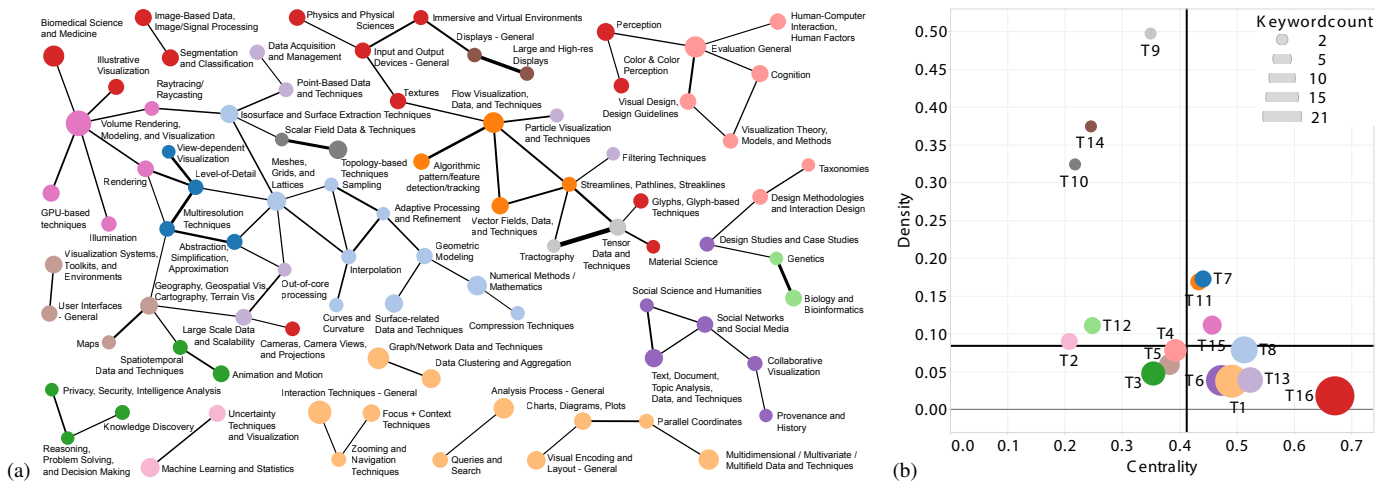 Biomedical Science
and Medicine
Image-Based Data,
Image/Signal Processing
Physics and Physical
Sciences
Immersive and Virtual Environments
Displays - General
Large and High-res
Displays
Perception
Human-Computer
Interaction,
Human Factors
Evaluation General
Segmentation
and Classification
Data Acquisition
and Management
Input and Output
Devices - General
Color & Color
Perception
Cognition
Illustrative
Visualization
Raytracing/
Raycasting
Point-Based Data
and Techniques
Textures
Flow Visualization,
Data, and Techniques
Visual Design,
Design Guidelines
Volume Rendering,
Modeling, and Visualization
Isosurface and Surface Extraction Techniques
Scalar Field Data & Techniques
Particle Visualization
and Techniques
Visualization Theory,
Models, and Methods
View-dependent
Visualization
Level-of-Detail
Rendering
Meshes,
Grids, and
Lattices
Topology-based
Techniques
Sampling
Algorithmic
pattern/feature
detection/tracking
Filtering Techniques
Taxonomies
Streamlines, Pathlines, Streaklines
GPU-based
techniques
Illumination
Multiresolution
Techniques
Adaptive Processing
and Refinement
Vector Fields, Data,
and Techniques
Glyphs, Glyph-based
Techniques
Design Methodologies
and Interaction Design
Abstraction,
Simplification,
Approximation
Interpolation
Geometric
Modeling
Tractography
Tensor
Data and
Techniques
Material Science
Design Studies and Case Studies
Genetics
Visualization Systems,
Toolkits, and
Environments
Geography, Geospatial Vis,
Cartography, Terrain Vis
Out-of-core
processing
Numerical Methods /
Mathematics
Social Science and Humanities
Biology and
Bioinformatics
User Interfaces
- General
Maps
Large Scale Data
and Scalability
Curves and
Curvature
Surface-related
Data and Techniques
Compression Techniques
Social Networks
and Social Media
Cameras, Camera Views,
and Projections
Spatiotemporal
Data and Techniques
Graph/Network Data and Techniques
Data Clustering and Aggregation
Collaborative
Visualization
Animation and Motion
Text, Document,
Topic Analysis,
Data, and Techniques
Privacy, Security, Intelligence Analysis
Interaction Techniques - General
Analysis Process - General
Charts, Diagrams, Plots
Knowledge Discovery
Uncertainty
Techniques
and Visualization
Focus + Context
Techniques
Parallel Coordinates
Provenance and
History
Reasoning,
Problem Solving,
and Decision Making
Machine Learning and Statistics
Zooming and
Navigation
Techniques
Queries and
Search
Visual Encoding and
Layout - General
Multidimensional / Multivariate /
Multifield Data and Techniques
(a)
Density
0.50
0.45
0.40
0.35
0.30
0.25
0.20
0.15
0.10
0.05
0.00
Keywordcount
2
5
10
15
21
T9
T14
T10
T7
T11
T12
T4
T15
T2
T5
T8
T3
T6
T13
T1
T16
0.0 0.1 0.2 0.3 0.4 0.5 0.6 0.7
Centrality
(b)